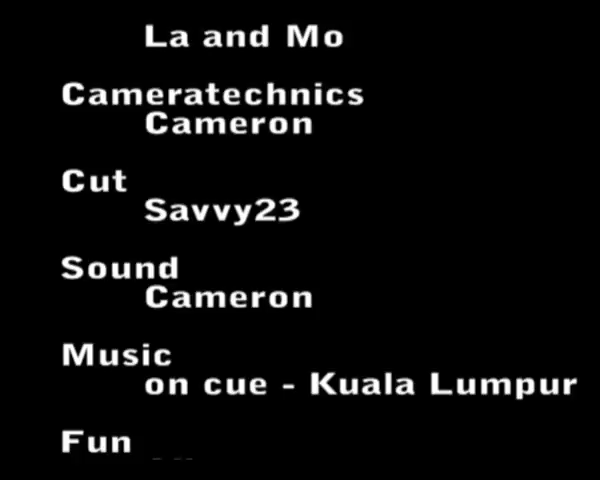 La and Mo
Cameratechnics
Cameron
Cut
Savvy23
Sound
Cameron
Music
on cue - Kuala Lumpur
Fun